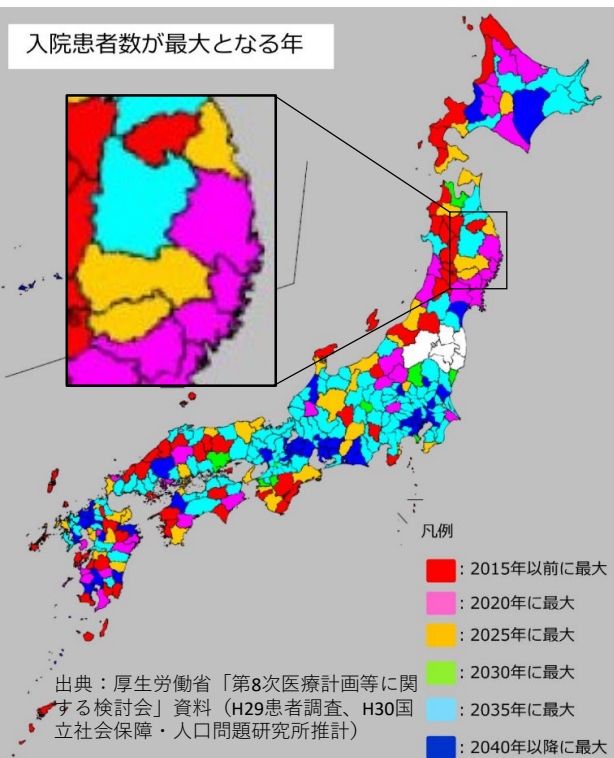 入院患者数が最大となる年
凡例
：2015年以前に最大
：2020年に最大
：2025年に最大
：2030年に最大
：2035年に最大
：2040年以降に最大
出典：厚生労働省「第8次医療計画等に関
する検討会」資料（H29患者調査、H30国
立社会保障・人口問題研究所推計）